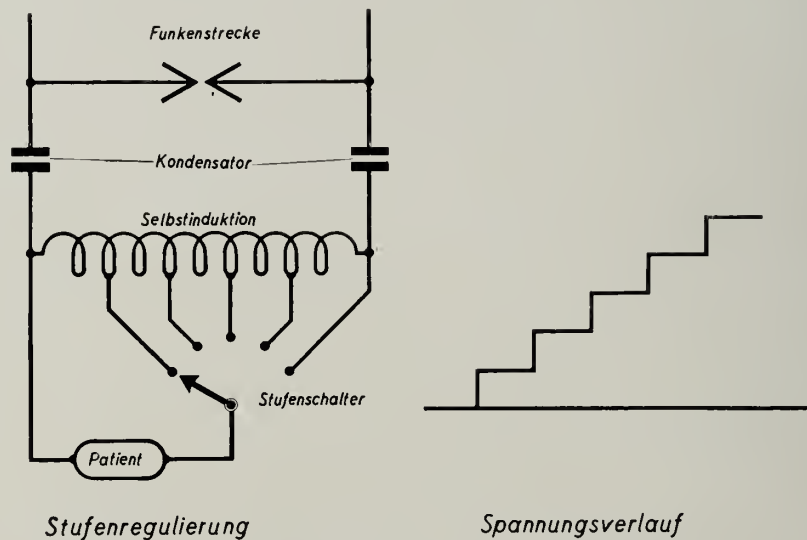 Funkenstrecke
Kondensator
Selbstinduktion
Stufenschalter
Patient
Stufenregulierung
Spannungsverlauf